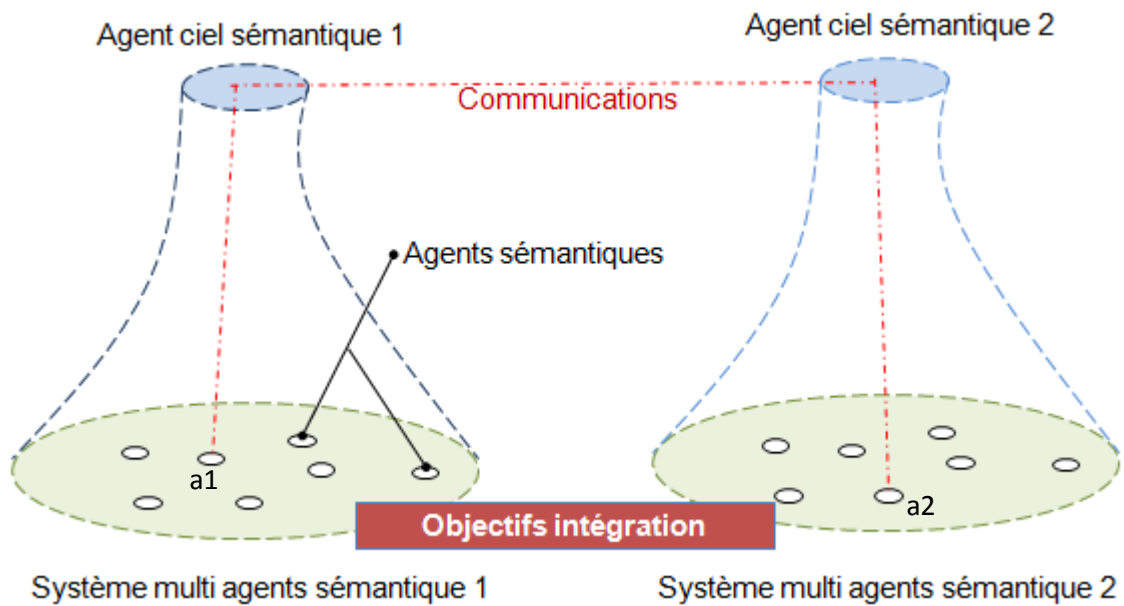 Agent ciel sémantique 1
Agent ciel sémantique 2
Communications
Agents sémantiques
a1
a2
Objectifs intégration
Système multi agents sémantique 1
Système multi agents sémantique 2